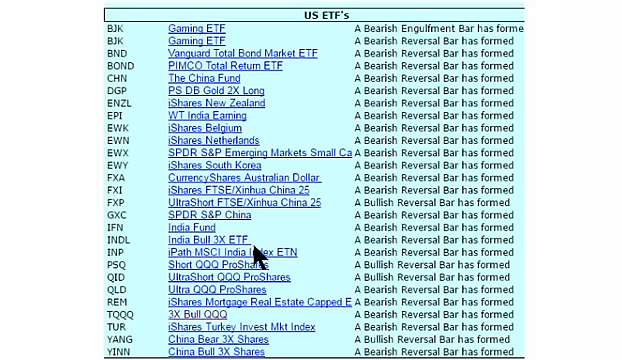 US ETF's
BJK Gaming ETF A Bearish Engulfment Bar has forme
BJK Gaming ETF A Bearish Reversal Bar has formed
BND Vanguard Total Bond Market ETF A Bearish Reversal Bar has formed
BOND PIMCO Total Return ETF A Bearish Reversal Bar has formed
CHN The China Fund A Bearish Reversal Bar has formed
DGP PS DB Gold 2X Long A Bearish Reversal Bar has formed
ENZL iShares New Zealand A Bearish Reversal Bar has formed
EPI WT India Earning A Bearish Reversal Bar has formed
EWK iShares Belgium A Bearish Reversal Bar has formed
EWN iShares Netherlands A Bearish Reversal Bar has formed
EWX SPDR S&P Emerging Markets Small Ca A Bearish Reversal Bar has formed
EWY iShares South Korea A Bearish Reversal Bar has formed
FXA CurrencyShares Australian Dollar A Bearish Reversal Bar has formed
FXI iShares FTSE/Xinhua China 25 A Bearish Reversal Bar has formed
FXP UltraShort FTSE/Xinhua China 25 A Bullish Reversal Bar has formed
GXC SPDR S&P China A Bearish Reversal Bar has formed
IFN India Fund A Bearish Reversal Bar has formed
INDL India Bull 3X ETF A Bearish Reversal Bar has formed
INP iPath MSCI India Index ETN A Bearish Reversal Bar has formed
PSQ Short QQQ ProShares A Bullish Reversal Bar has formed
QID UltraShort QQQ ProShares A Bullish Reversal Bar has formed
QLD Ultra QQQ ProShares A Bearish Reversal Bar has formed
REM iShares Mortgage Real Estate Capped E A Bearish Reversal Bar has formed
TQQQ 3X Bull QQQ A Bearish Reversal Bar has formed
TUR iShares Turkey Invest Mkt Index A Bearish Reversal Bar has formed
YANG China Bear 3X Shares A Bullish Reversal Bar has formed
YINN China Bull 3X Shares A Bearish Reversal Bar has formed